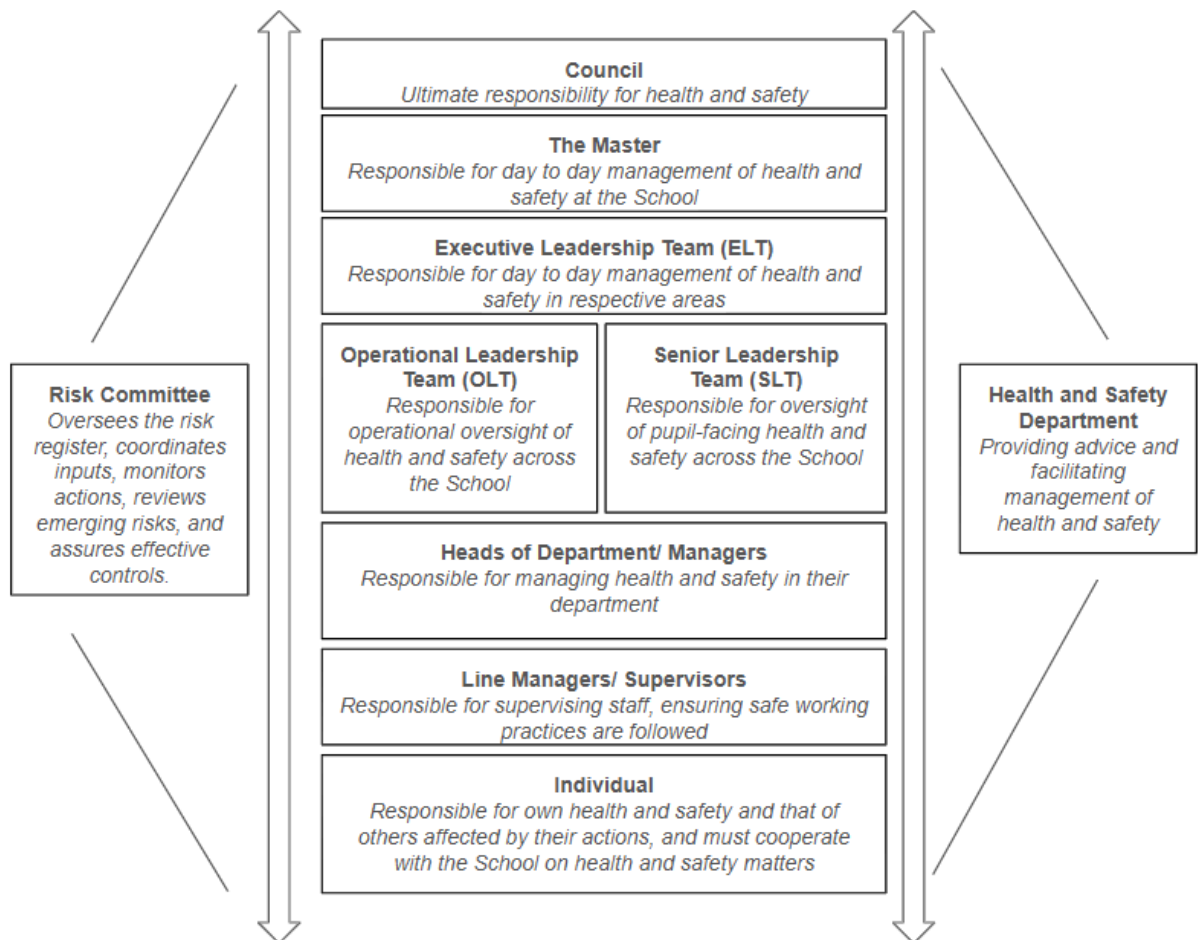 Council
Ultimate responsibility for health and safety
The Master
Responsible for day to day management of health and
safety at the School
Executive Leadership Team (ELT)
Responsible for day to day management of health and
safety in respective areas
Operational Leadership
Team (OLT)
Responsible for
operational oversight of
health and safety across
the School
Senior Leadership
Team (SLT)
Responsible for oversight
of pupil-facing health and
safety across the School
Risk Committee
Oversees the risk
register, coordinates
inputs, monitors
actions, reviews
emerging risks, and
assures effective
controls.
Health and Safety
Department
Providing advice and
facilitating
management of
health and safety
Heads of Department/ Managers
Responsible for managing health and safety in their
department
Line Managers/ Supervisors
Responsible for supervising staff, ensuring safe working
practices are followed
Individual
Responsible for own health and safety and that of
others affected by their actions, and must cooperate
with the School on health and safety matters